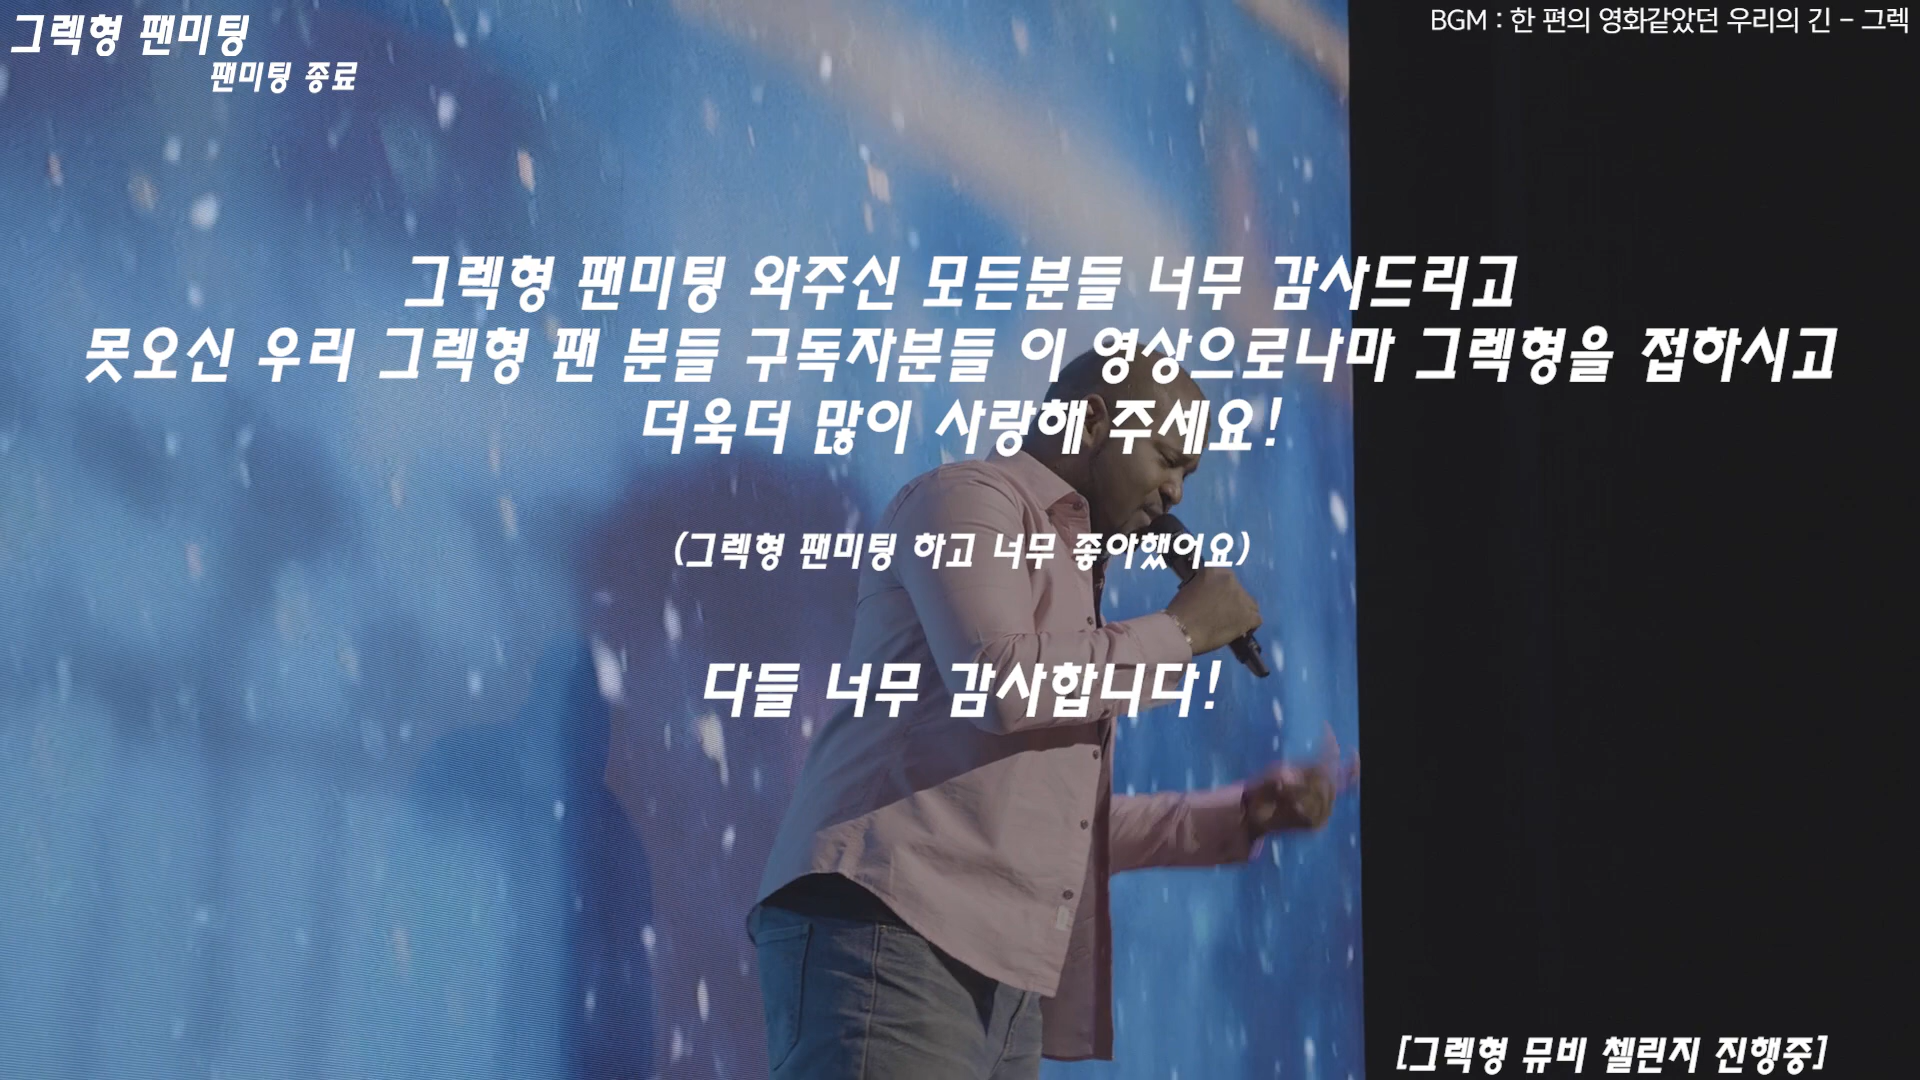 그렉형 팬미팅
팬미팅 종료
BGM : 한 편의 영화같았던 우리의 긴 - 그렉
그렉형 팬미팅 와주신 모든분들 너무 감사드리고
못오신 우리 그렉형 팬 분들 구독자분들 이 영상으로나마 그렉형을 접하시고
더욱더 많이 사랑해 주세요!
(그렉형 팬미팅 하고 너무 좋아했어요)
다들 너무 감사합니다!
[그렉형 뮤비 첼린지 진행중]